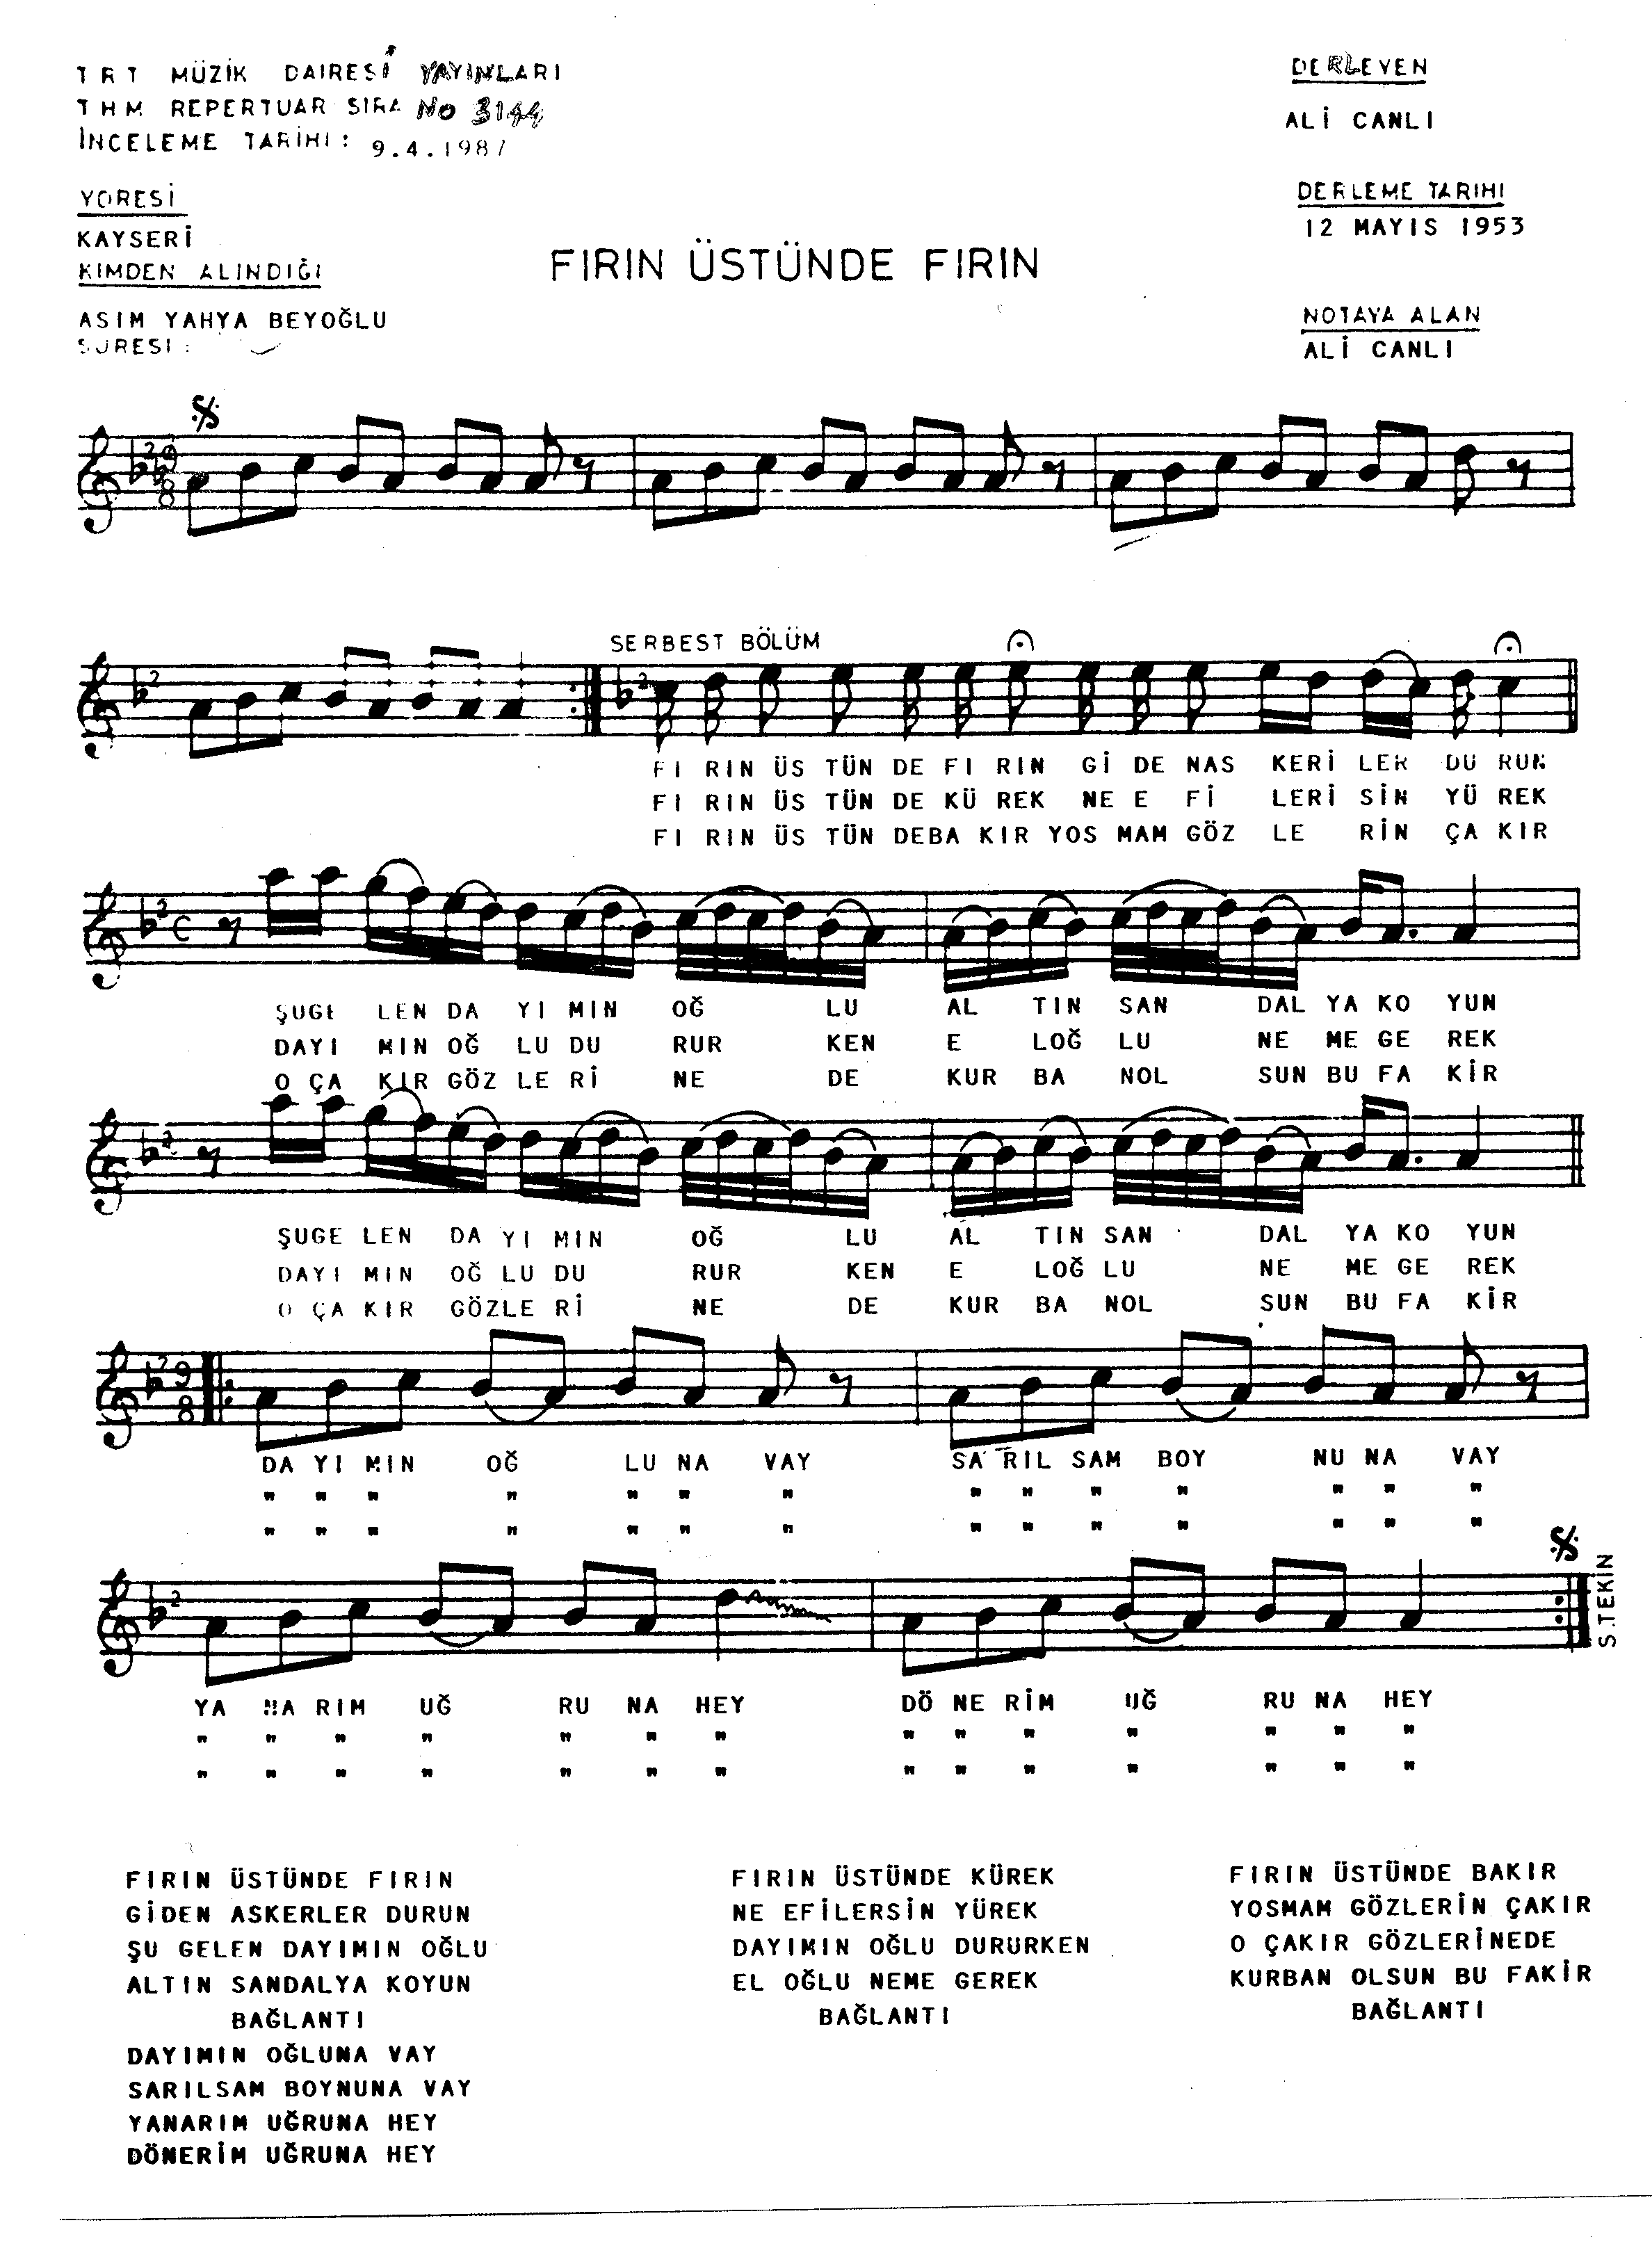 TRT MÜZİK DAIRESİ YAYINLARI
THM REPERTUAR SIRA No 3144
İNCELEME TARİHİ: 9.4.1987
YÖRESİ
KAYSERİ
KIMDEN ALINDIĞI
ASIM YAHYA BEYOĞLU
SÜRESI:
DERLEYEN
ALİ CANLI
DERLEME TARIHI
12 MAYIS 1953
NOTAYA ALAN
ALİ CANLI
FIRIN ÜSTÜNDE FIRIN
SERBEST BÖLÜM
FI RIN ÜS TÜN DE FI RIN Gİ DE NAS KERİ LER DU RUN
FI RIN ÜS TÜN DE KÜ REK NE E Fİ LERİ SİN YÜ REK
FI RIN ÜS TÜN DEBA KIR YOS MAM GÖZ LE RİN ÇA KIR
ŞUGE LEN DA YI MIN OĞ LU AL TIN SAN DAL YA KO YUN
DAYI MIN OĞ LU DU RUR KEN E LOĞ LU NE ME GE REK
O ÇA KIR GÖZ LE Rİ NE DE KUR BA NOL SUN BU FA KİR
ŞUGE LEN DA YI MIN OĞ LU AL TIN SAN DAL YA KO YUN
DAYI MIN OĞ LU DU RUR KEN E LOĞ LU NE ME GE REK
O ÇA KIR GÖZLE Rİ NE DE KUR BA NOL SUN BU FA KİR
9 8
DA YI MIN OĞ LU NA VAY SA RIL SAM BOY NU NA VAY
" " " " " " " " " " " " " "
" " " " " " " " " " " " " "
S.TEKİN
YA NA RIM UĞ RU NA HEY DÖ NE RİM UĞ RU NA HEY
" " " " " " " " " " " " " "
" " " " " " " " " " " " " "
FIRIN ÜSTÜNDE FIRIN
GİDEN ASKERLER DURUN
ŞU GELEN DAYIMIN OĞLU
ALTIN SANDALYA KOYUN
BAĞLANTI
DAYIMIN OĞLUNA VAY
SARILSAM BOYNUNA VAY
YANARIM UĞRUNA HEY
DÖNERİM UĞRUNA HEY
FIRIN ÜSTÜNDE KÜREK
NE EFİLERSİN YÜREK
DAYIMIN OĞLU DURURKEN
EL OĞLU NEME GEREK
BAĞLANTI
FIRIN ÜSTÜNDE BAKIR
YOSMAM GÖZLERİN ÇAKIR
O ÇAKIR GÖZLERİNEDE
KURBAN OLSUN BU FAKİR
BAĞLANTI